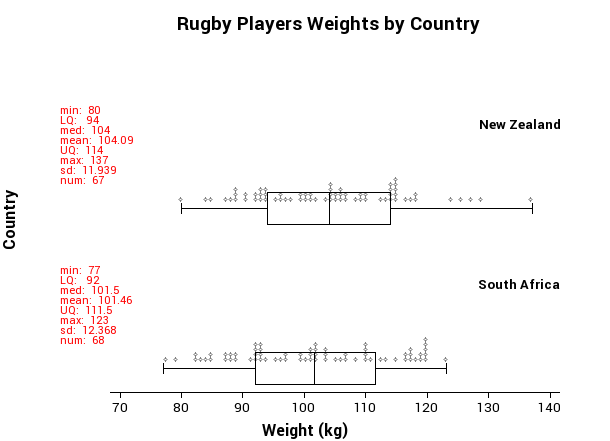 Rugby Players Weights by Country
min: 80
LQ: 94
med: 104
mean: 104.09
UQ: 114
max: 137
sd: 11.939
num: 67
New Zealand
Country
min: 77
LQ: 92
med: 101.5
mean: 101.46
UQ: 111.5
max: 123
sd: 12.368
num: 68
South Africa
70 80 90 100 110 120 130 140
Weight (kg)